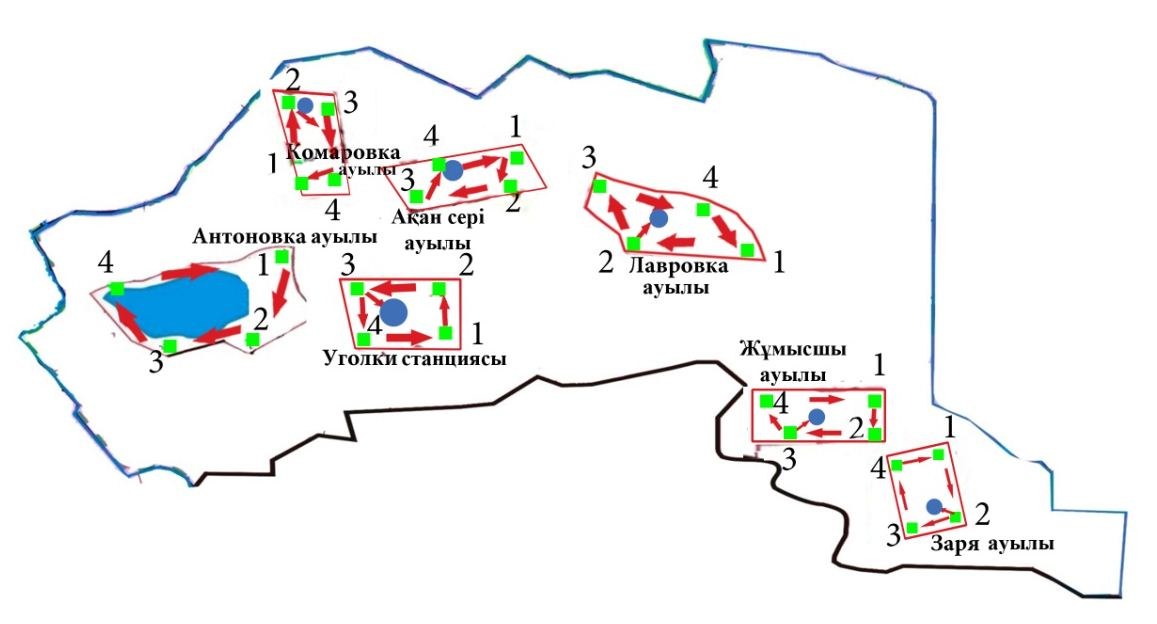 2
3
1
Комаровка
ауылы
4
4
1
3
2
Ақан сері
ауылы
3
4
2
1
Лавровка
ауылы
Антоновка ауылы
4
1
2
3
3
2
4
1
Уголки станциясы
Жұмысшы
ауылы
1
4
2
3
1
4
2
3
Заря ауылы